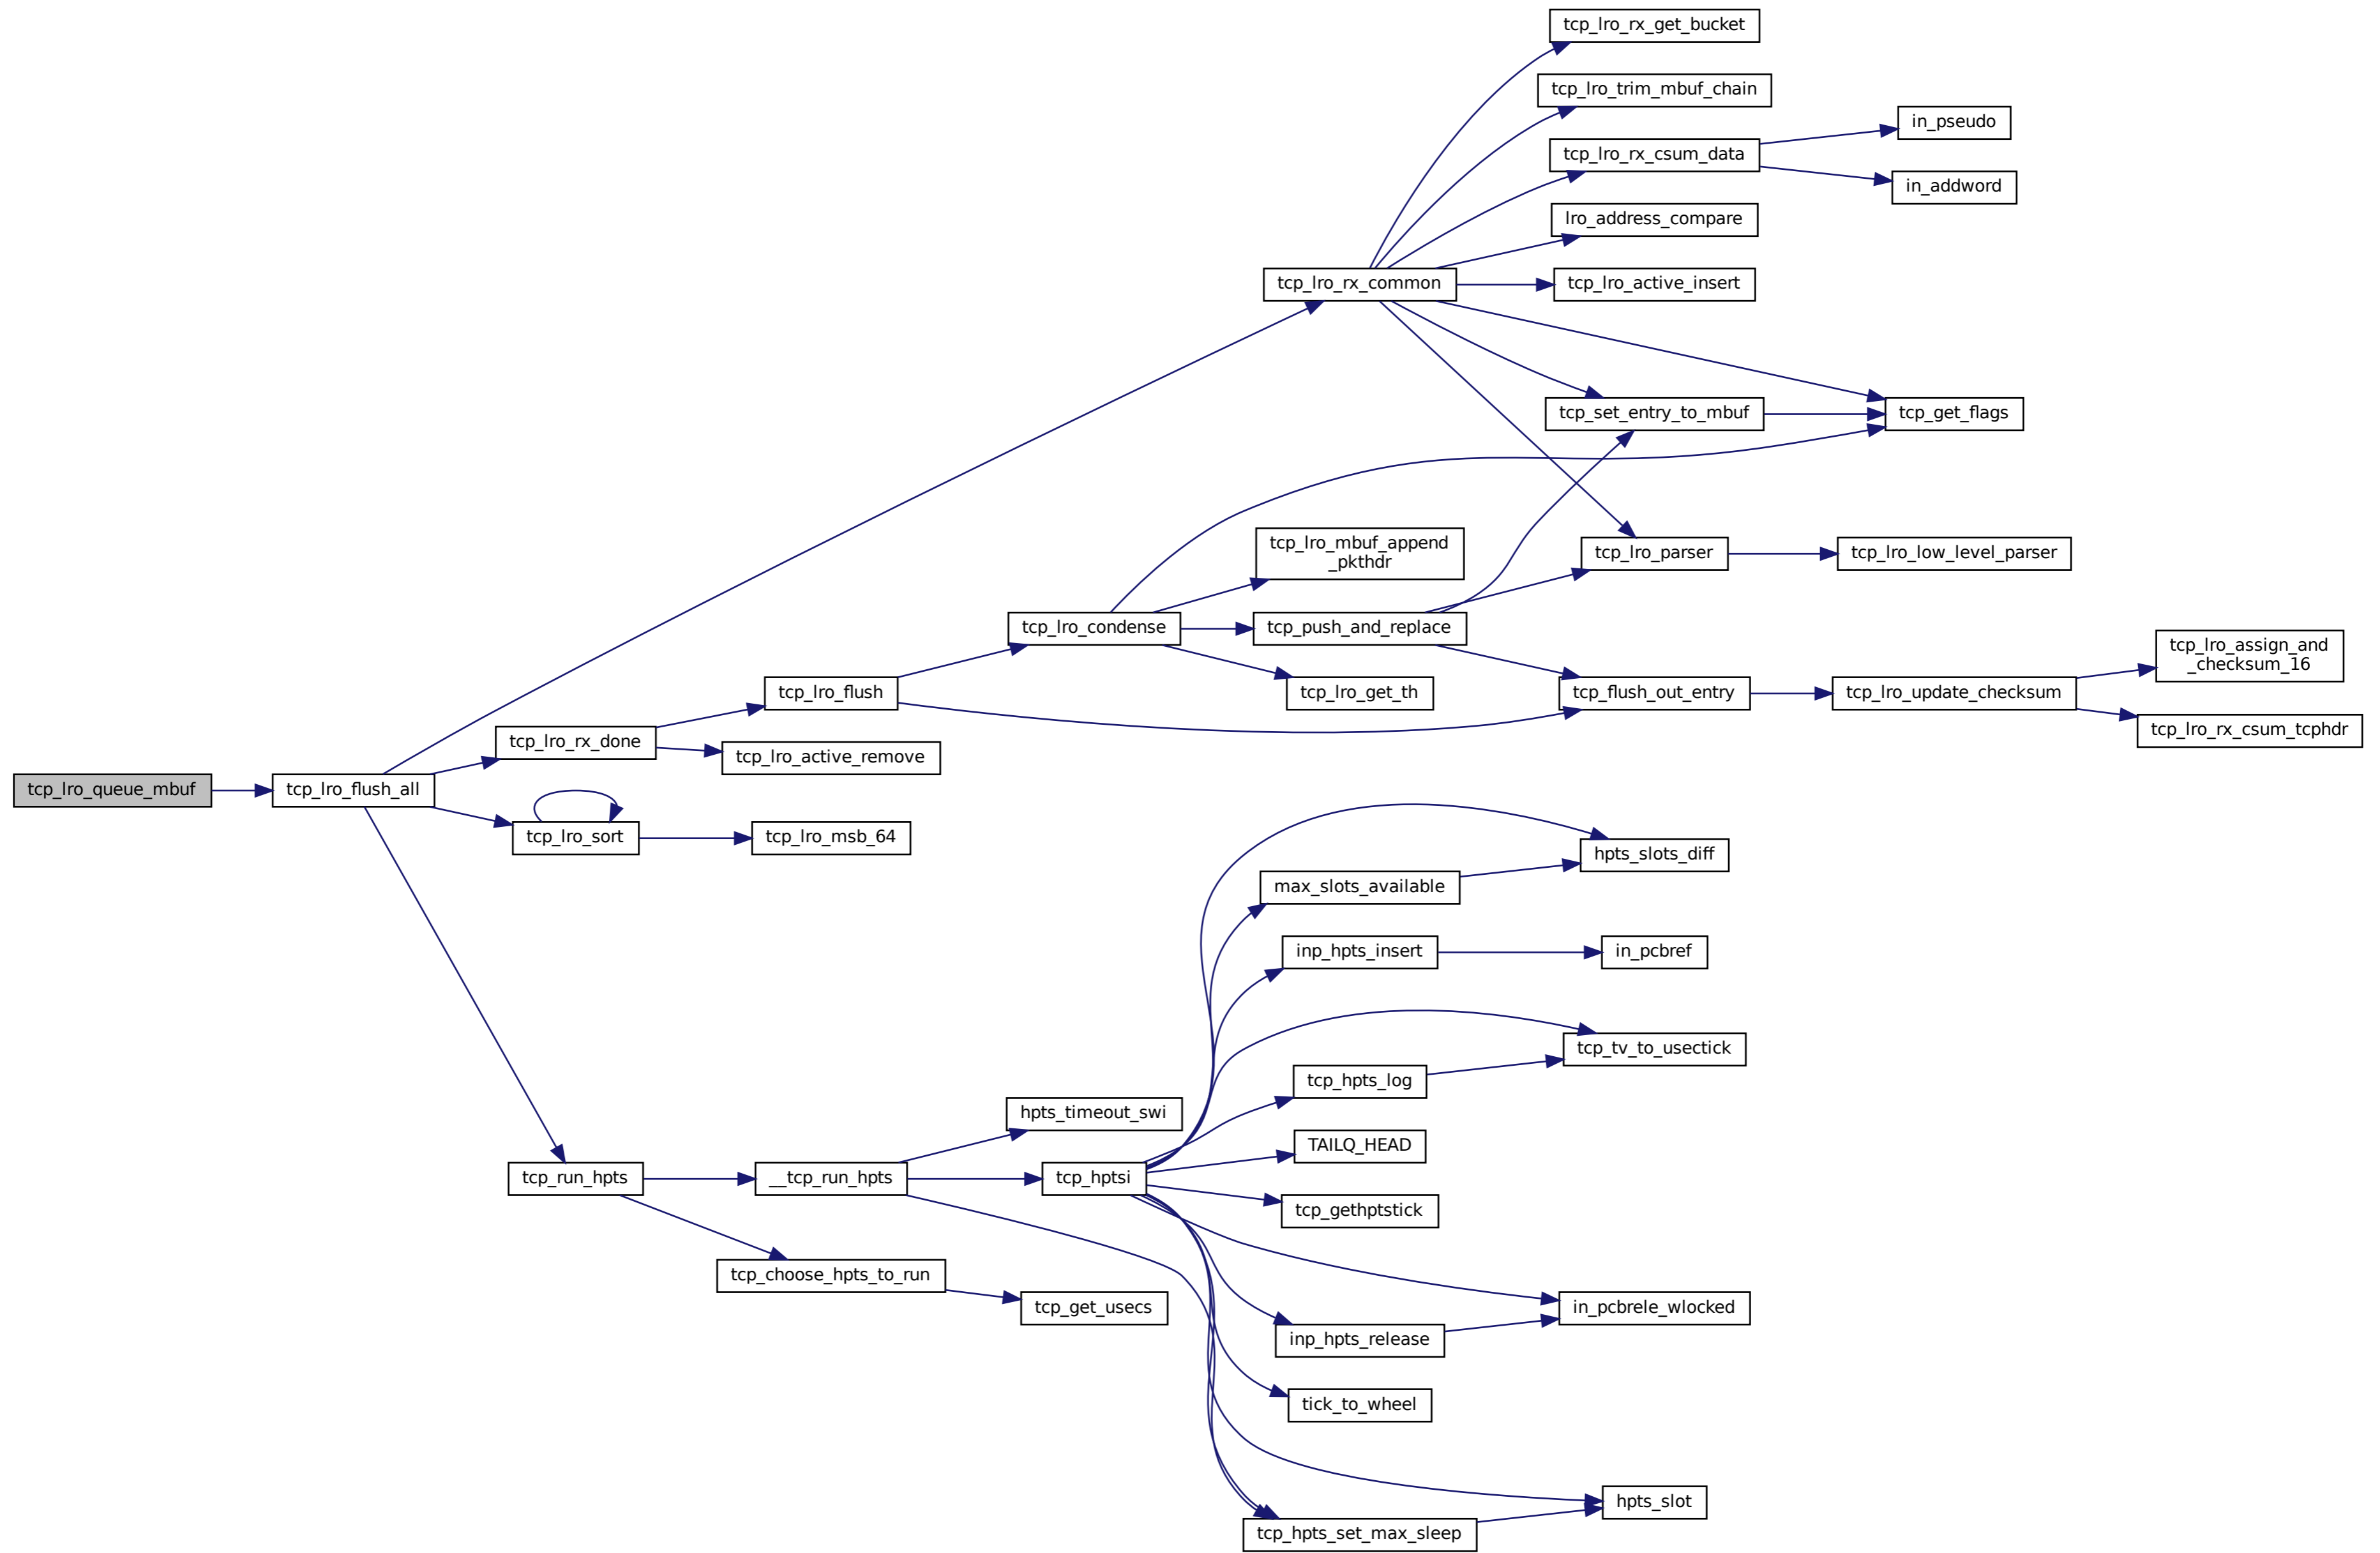 tcp_lro_rx_get_bucket
tcp_lro_trim_mbuf_chain
in_pseudo
tcp_lro_rx_csum_data
in_addword
lro_address_compare
tcp_lro_rx_common
tcp_lro_active_insert
tcp_set_entry_to_mbuf
tcp_get_flags
tcp_lro_mbuf_append
_pkthdr
tcp_lro_parser
tcp_lro_low_level_parser
tcp_lro_condense
tcp_push_and_replace
tcp_lro_assign_and
_checksum_16
tcp_lro_flush
tcp_lro_get_th
tcp_flush_out_entry
tcp_lro_update_checksum
tcp_lro_rx_csum_tcphdr
tcp_lro_rx_done
tcp_lro_active_remove
tcp_lro_queue_mbuf
tcp_lro_flush_all
tcp_lro_sort
tcp_lro_msb_64
hpts_slots_diff
max_slots_available
inp_hpts_insert
in_pcbref
tcp_tv_to_usectick
tcp_hpts_log
hpts_timeout_swi
TAILQ_HEAD
tcp_run_hpts
__tcp_run_hpts
tcp_hptsi
tcp_gethptstick
tcp_choose_hpts_to_run
tcp_get_usecs
in_pcbrele_wlocked
inp_hpts_release
tick_to_wheel
hpts_slot
tcp_hpts_set_max_sleep